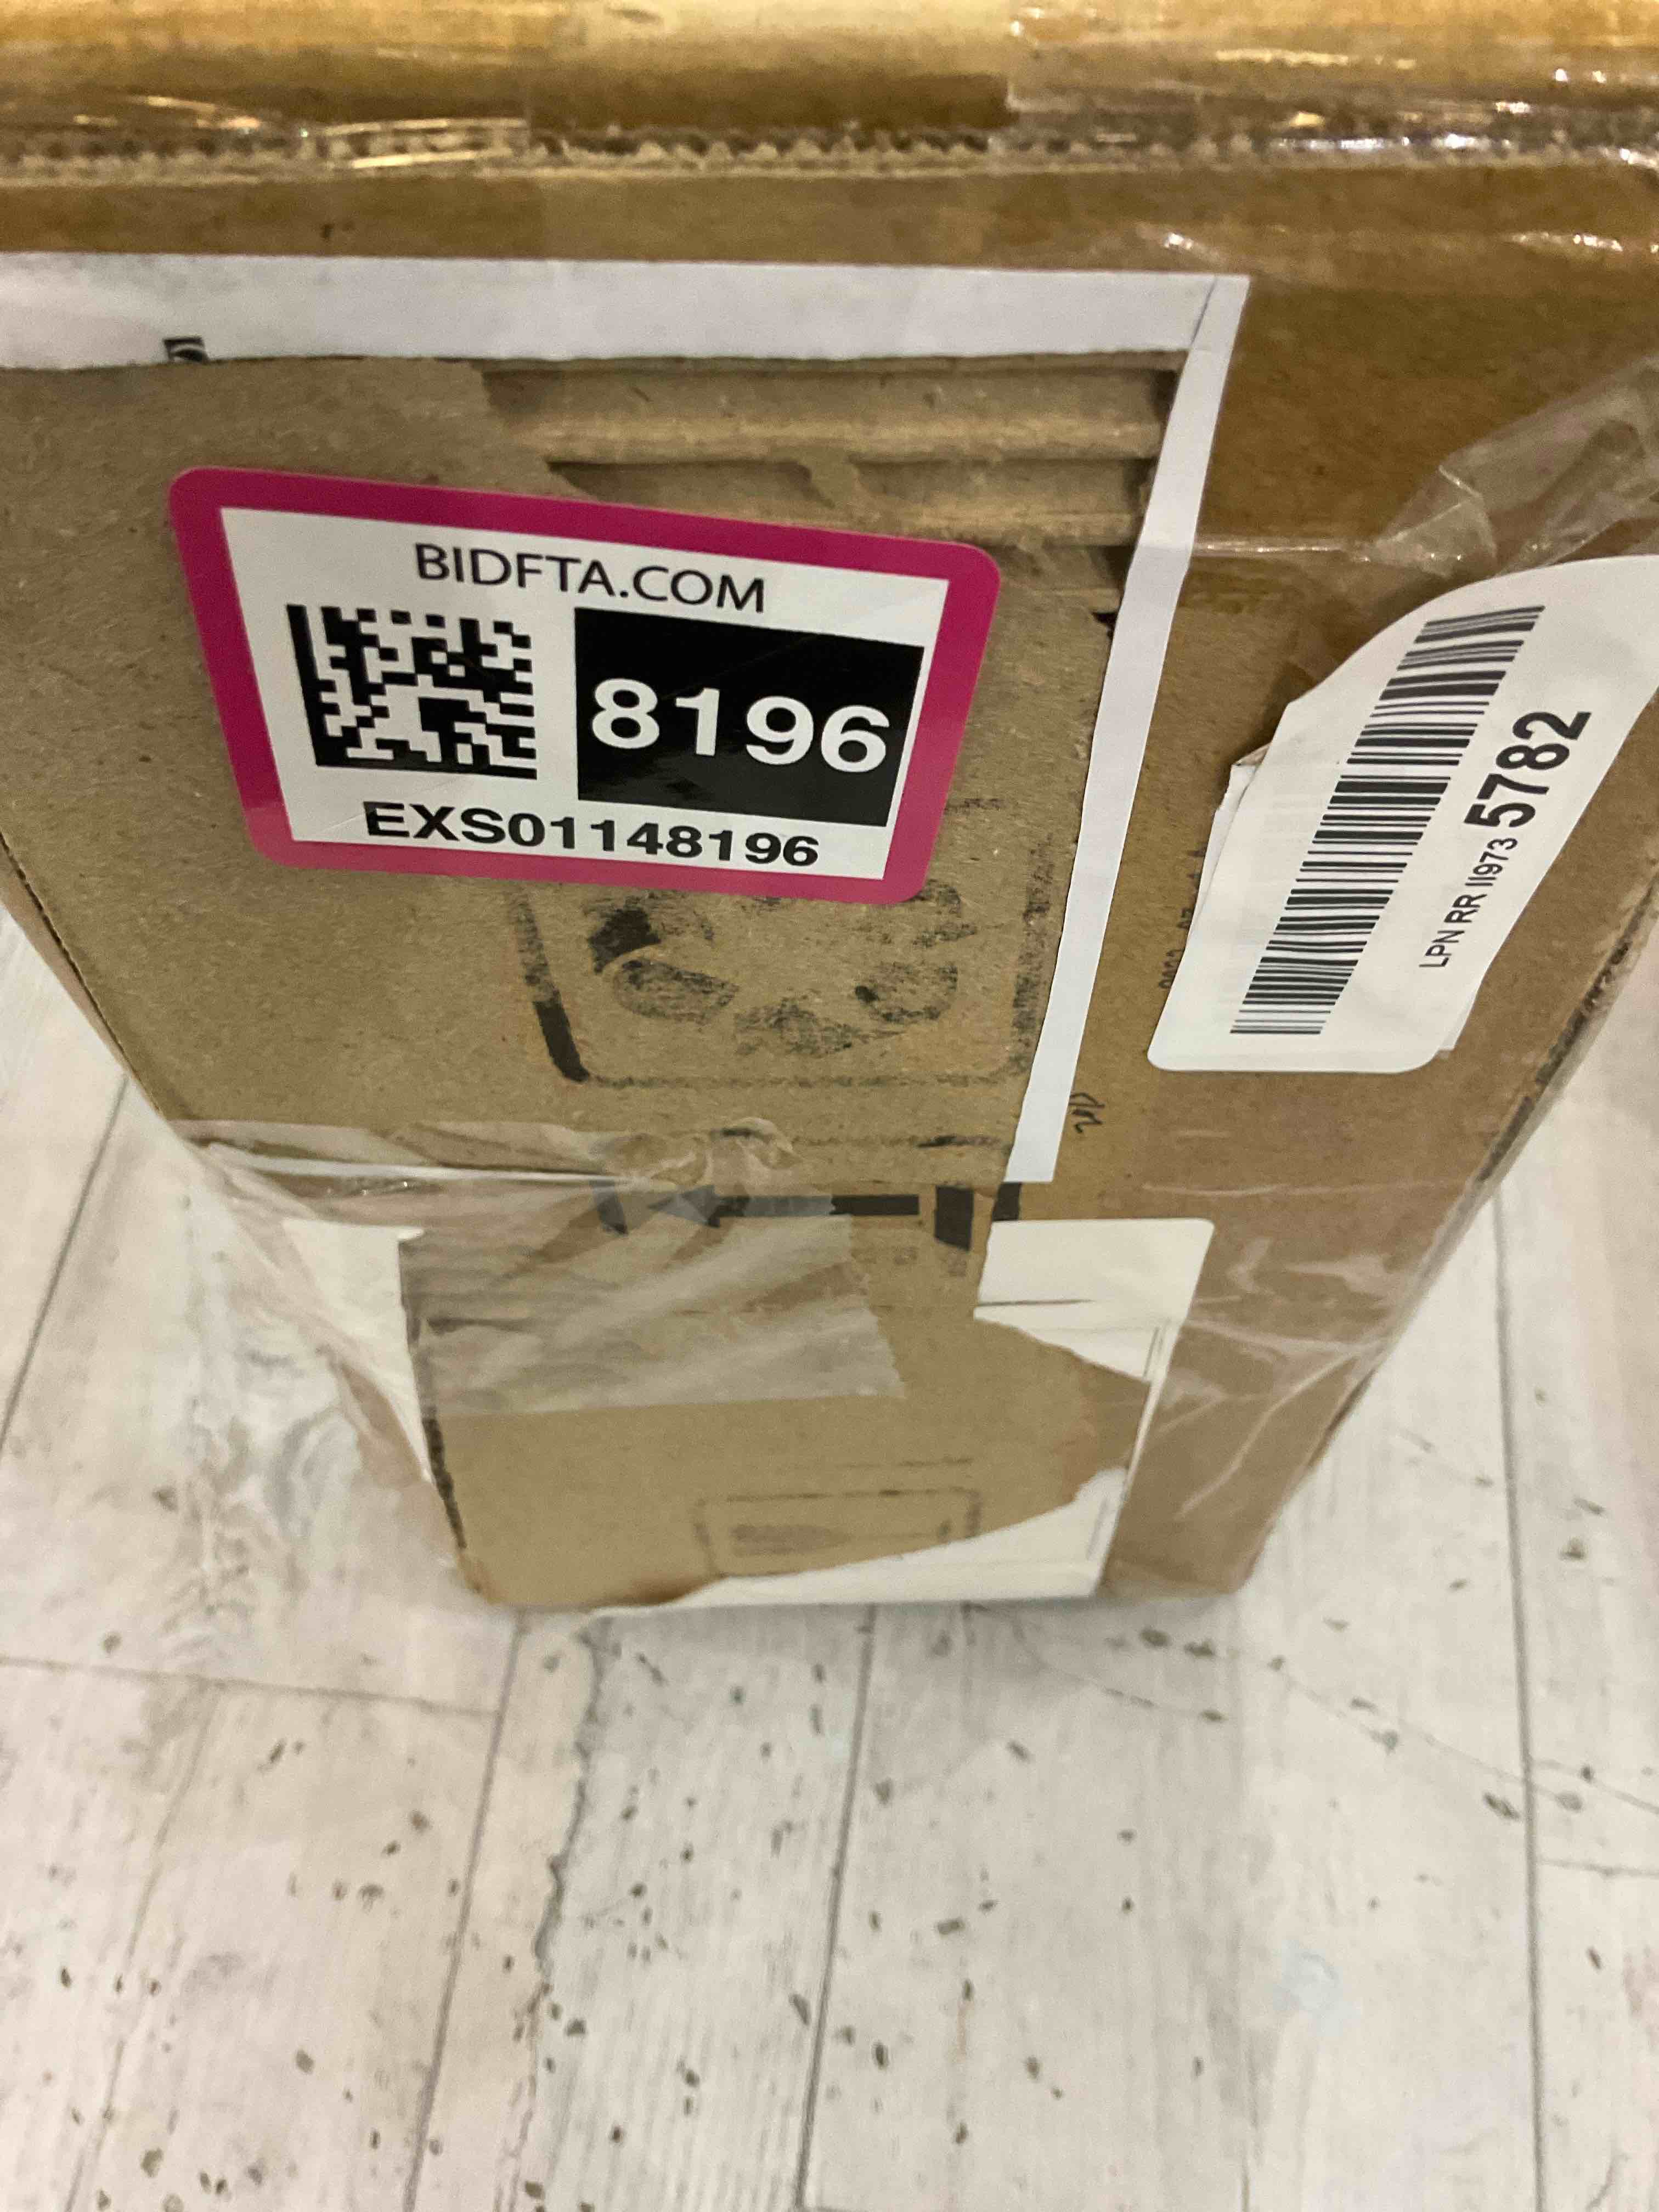 BIDFTA.COM
8196
EXS01148196
LPN RR II973 5782